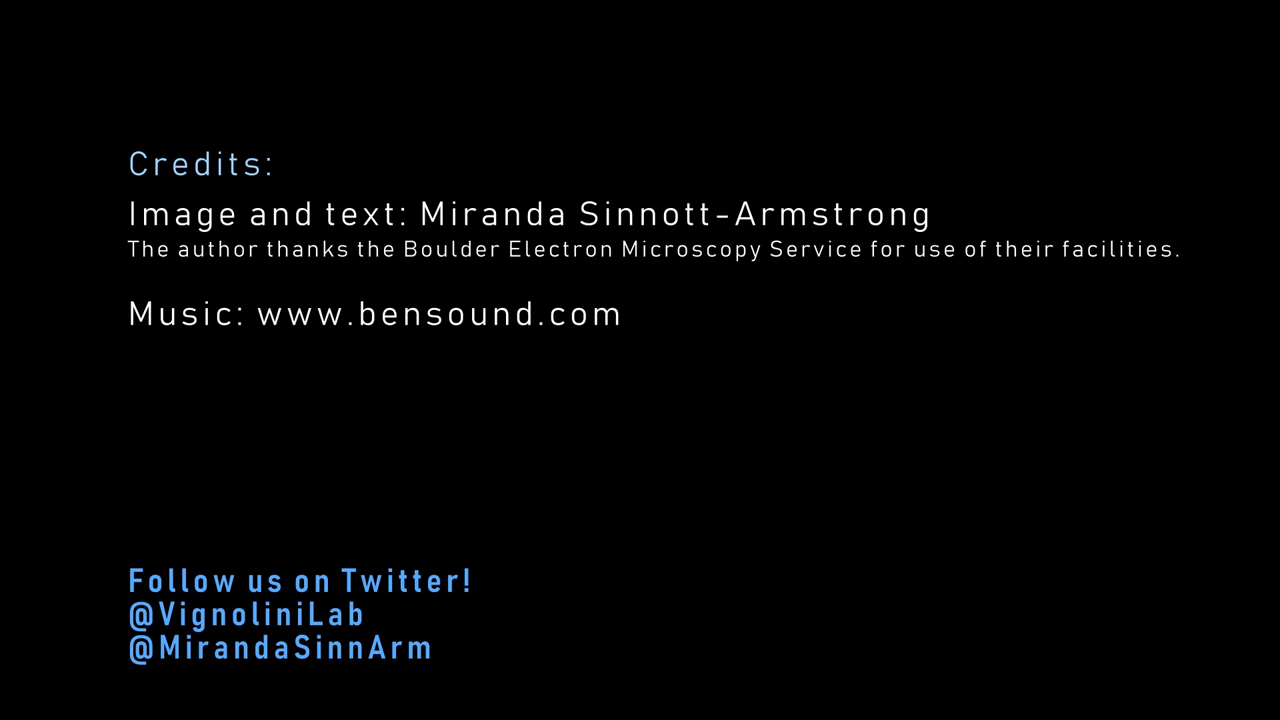 Credits:
Image and text: Miranda Sinnott-Armstrong
The author thanks the Boulder Electron Microscopy Service for use of their facilities.
Music: www.bensound.com
Follow us on Twitter!
@VignoliniLab
@MirandaSinnArm